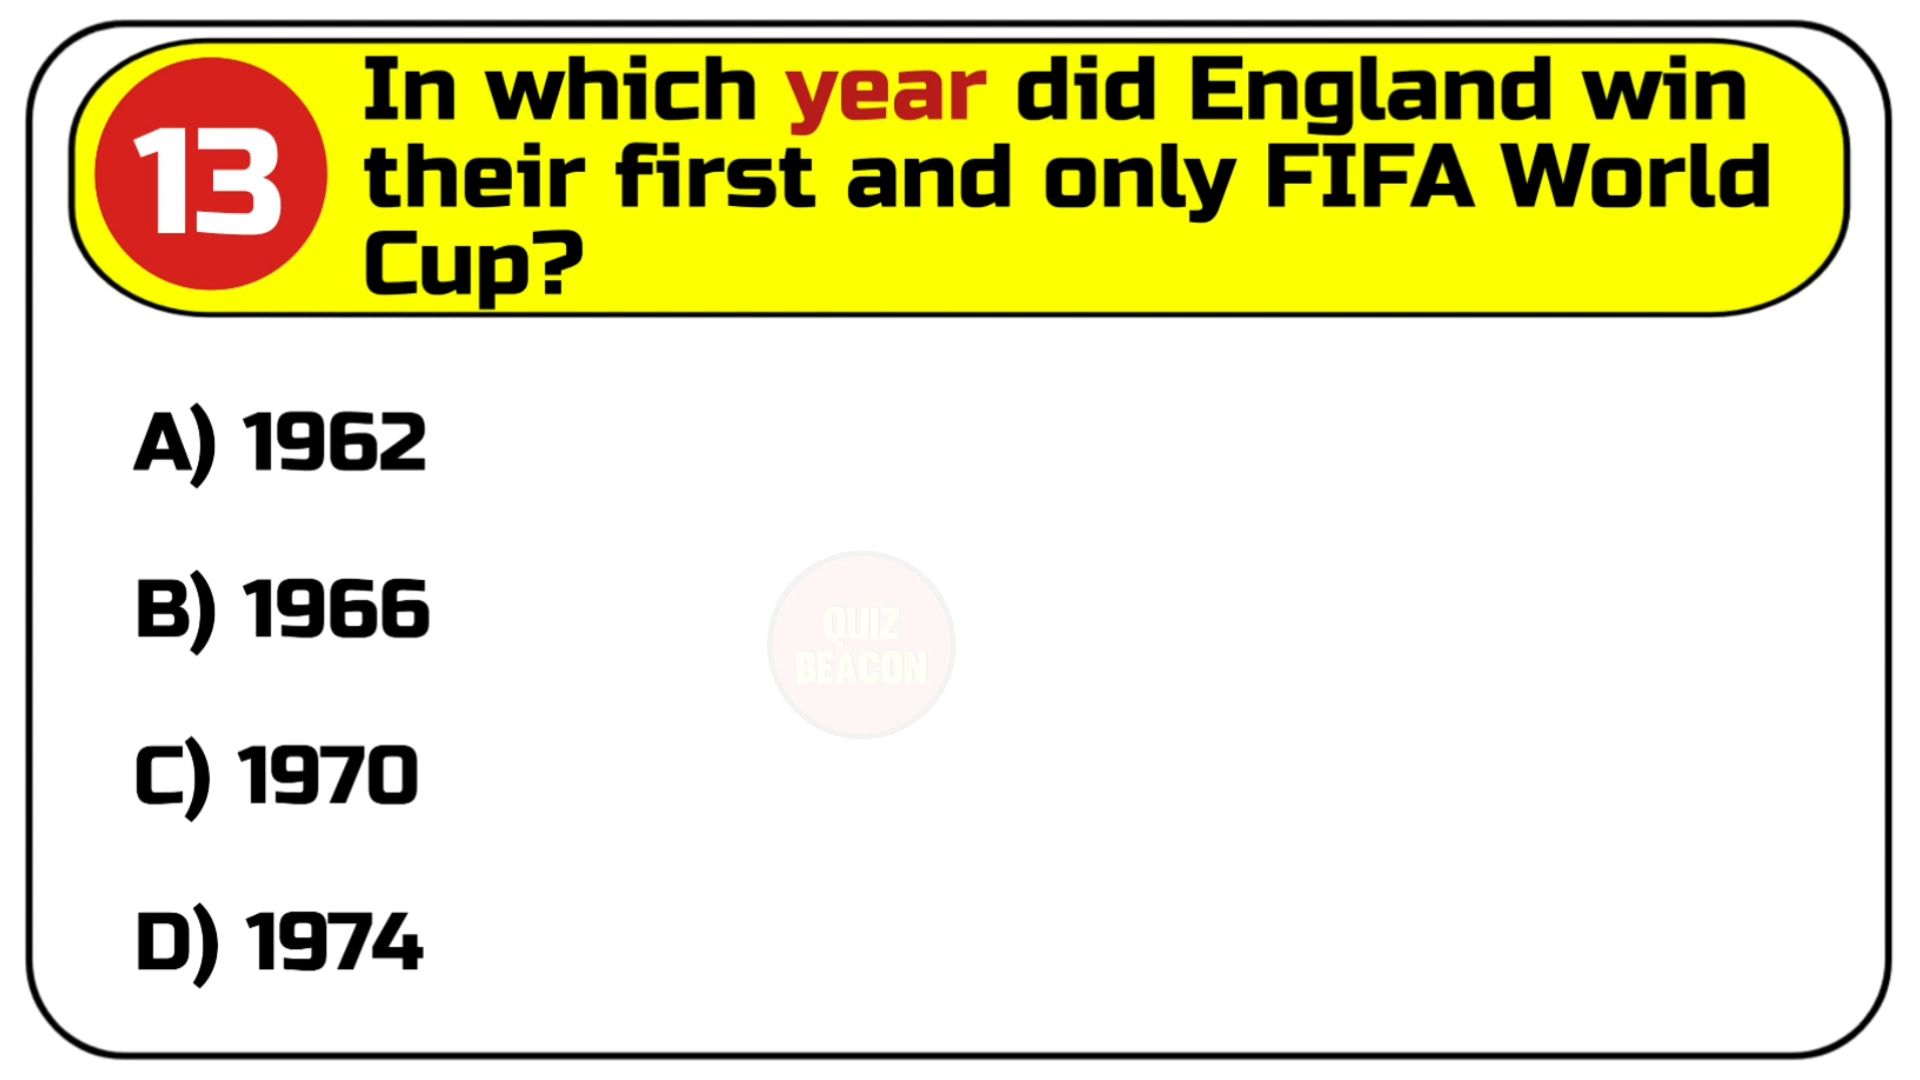 13
In which year did England win
their first and only FIFA World
Cup?
A) 1962
B) 1966
C) 1970
D) 1974
QUIZ
BEACON